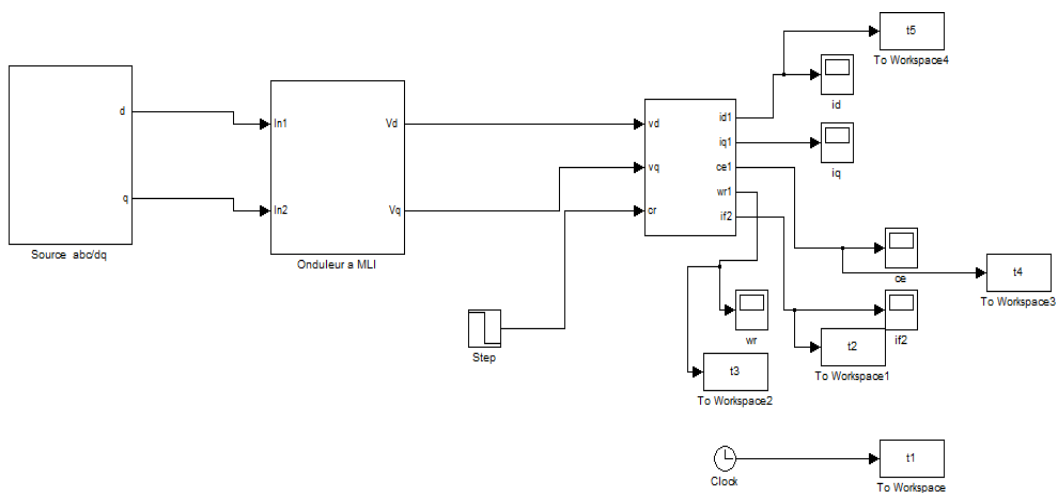 t5
To Workspace4
id
d
q
Source abc/dq
In1
In2
Vd
Vq
Onduleur a MLI
vd
vq
cr
id1
iq1
ce1
wr1
if2
iq
ce
t4
To Workspace3
Step
wr
if2
t2
To Workspace1
t3
To Workspace2
Clock
t1
To Workspace